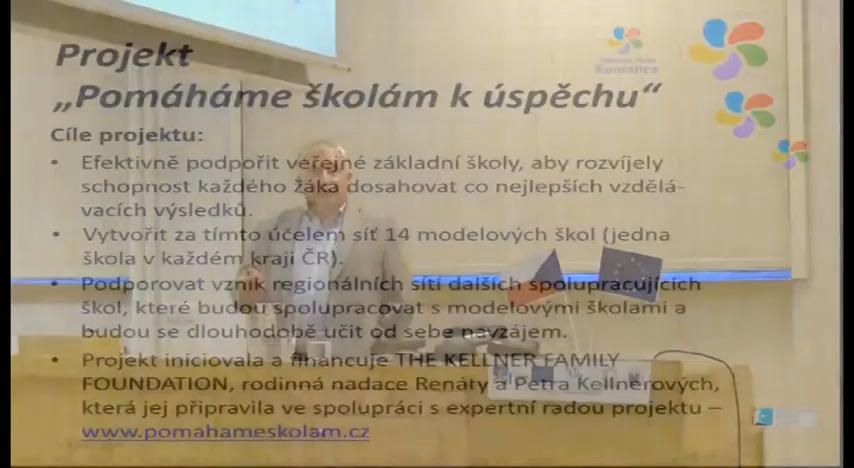 Projekt
„Pomáháme školám k úspěchu“
Cíle projektu:
• Efektivně podpořit veřejné základní školy, aby rozvíjely
schopnost každého žáka dosahovat co nejlepších vzdělá-
vacích výsledků.
• Vytvořit za tímto účelem síť 14 modelových škol (jedna
škola v každém kraji ČR).
• Podporovat vznik regionálních sítí dalších spolupracujících
škol, které budou spolupracovat s modelovými školami a
budou se dlouhodobě učit od sebe navzájem.
• Projekt iniciovala a financuje THE KELLNER FAMILY
FOUNDATION, rodinná nadace Renáty a Petra Kellnerových,
která jej připravila ve spolupráci s expertní radou projektu –
www.pomahameskolam.cz